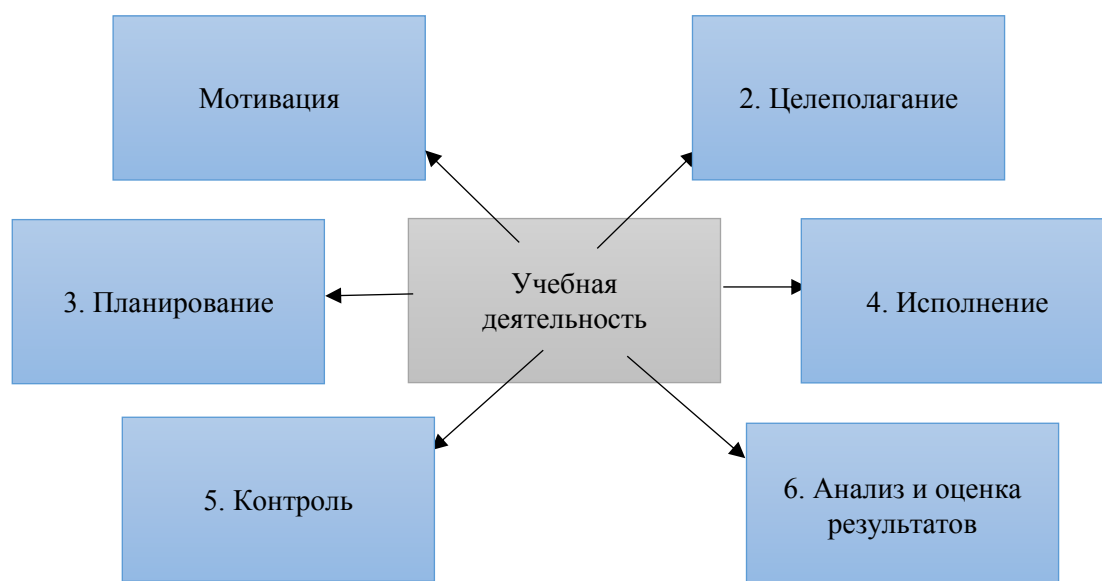 Мотивация
2. Целеполагание
3. Планирование
Учебная
деятельность
4. Исполнение
5. Контроль
6. Анализ и оценка
результатов